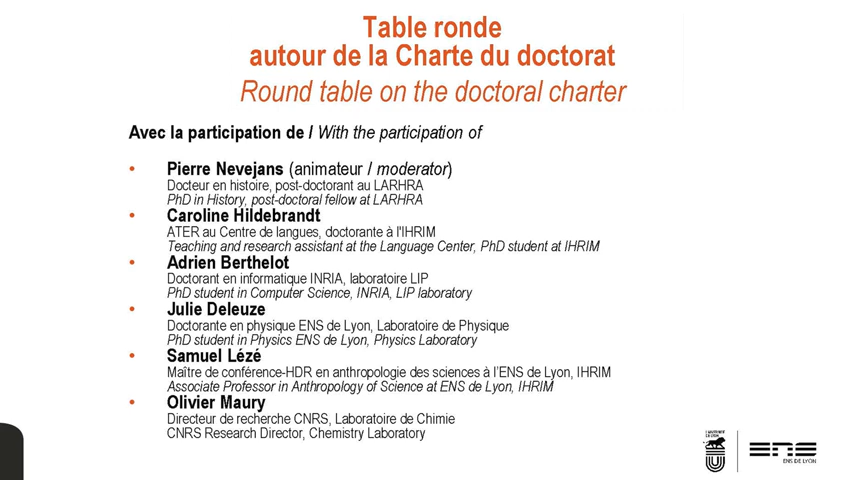 Table ronde
autour de la Charte du doctorat
Round table on the doctoral charter
Avec la participation de / With the participation of
• Pierre Nevejans (animateur / moderator)
Docteur en histoire, post-doctorant au LARHRA
PhD in History, post-doctoral fellow at LARHRA
• Caroline Hildebrandt
ATER au Centre de langues, doctorante à l'IHRIM
Teaching and research assistant at the Language Center, PhD student at IHRIM
• Adrien Berthelot
Doctorant en informatique INRIA, laboratoire LIP
PhD student in Computer Science, INRIA, LIP laboratory
• Julie Deleuze
Doctorante en physique ENS de Lyon, Laboratoire de Physique
PhD student in Physics ENS de Lyon, Physics Laboratory
• Samuel Lézé
Maître de conférence-HDR en anthropologie des sciences à l'ENS de Lyon, IHRIM
Associate Professor in Anthropology of Science at ENS de Lyon, IHRIM
• Olivier Maury
Directeur de recherche CNRS, Laboratoire de Chimie
CNRS Research Director, Chemistry Laboratory
ENS
ENS DE LYON